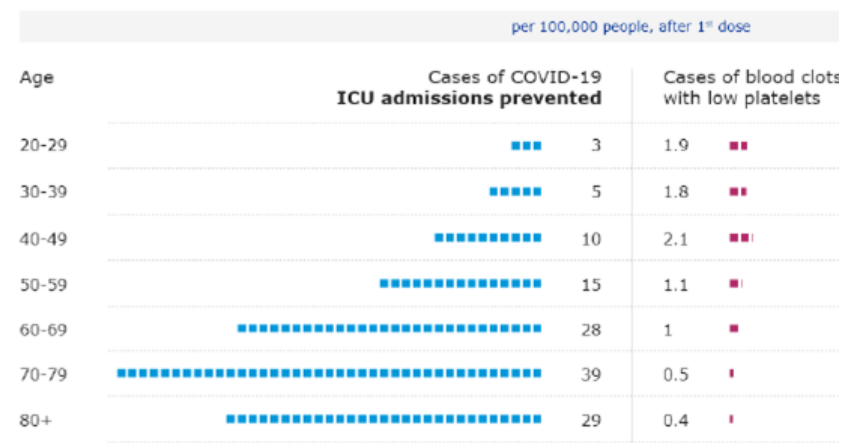 per 100,000 people, after 1st dose
Age Cases of COVID-19 Cases of blood clots
ICU admissions prevented with low platelets
20-29 3 1.9
30-39 5 1.8
40-49 10 2.1
50-59 15 1.1
60-69 28 1
70-79 39 0.5
80+ 29 0.4